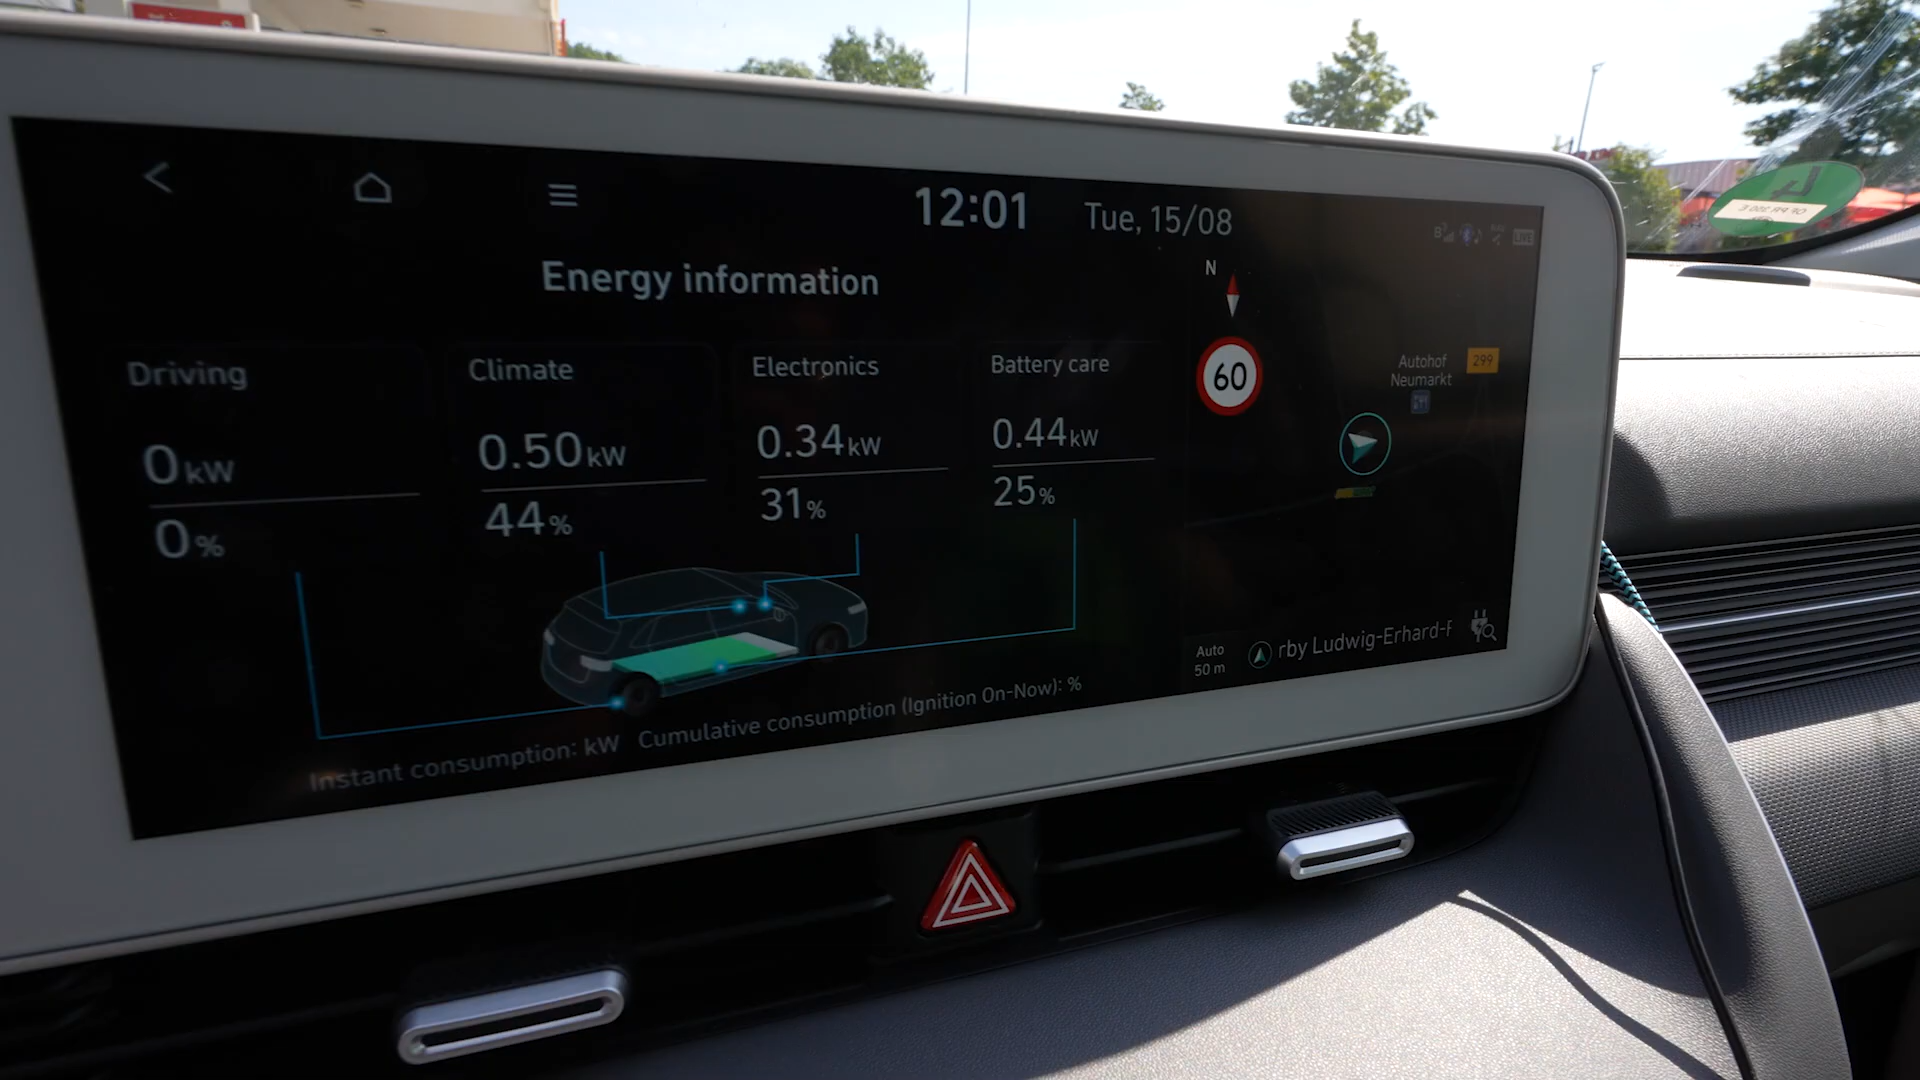 12:01
Tue, 15/08
LIVE
Energy information
N
Driving
Climate
Electronics
Battery care
60
Autohof
Neumarkt
299
0 kW
0.50 kW
0.34 kW
0.44 kW
0 %
44 %
31 %
25 %
Auto
50 m
rby Ludwig-Erhard-F
Instant consumption: kW
Cumulative consumption (Ignition On-Now): %